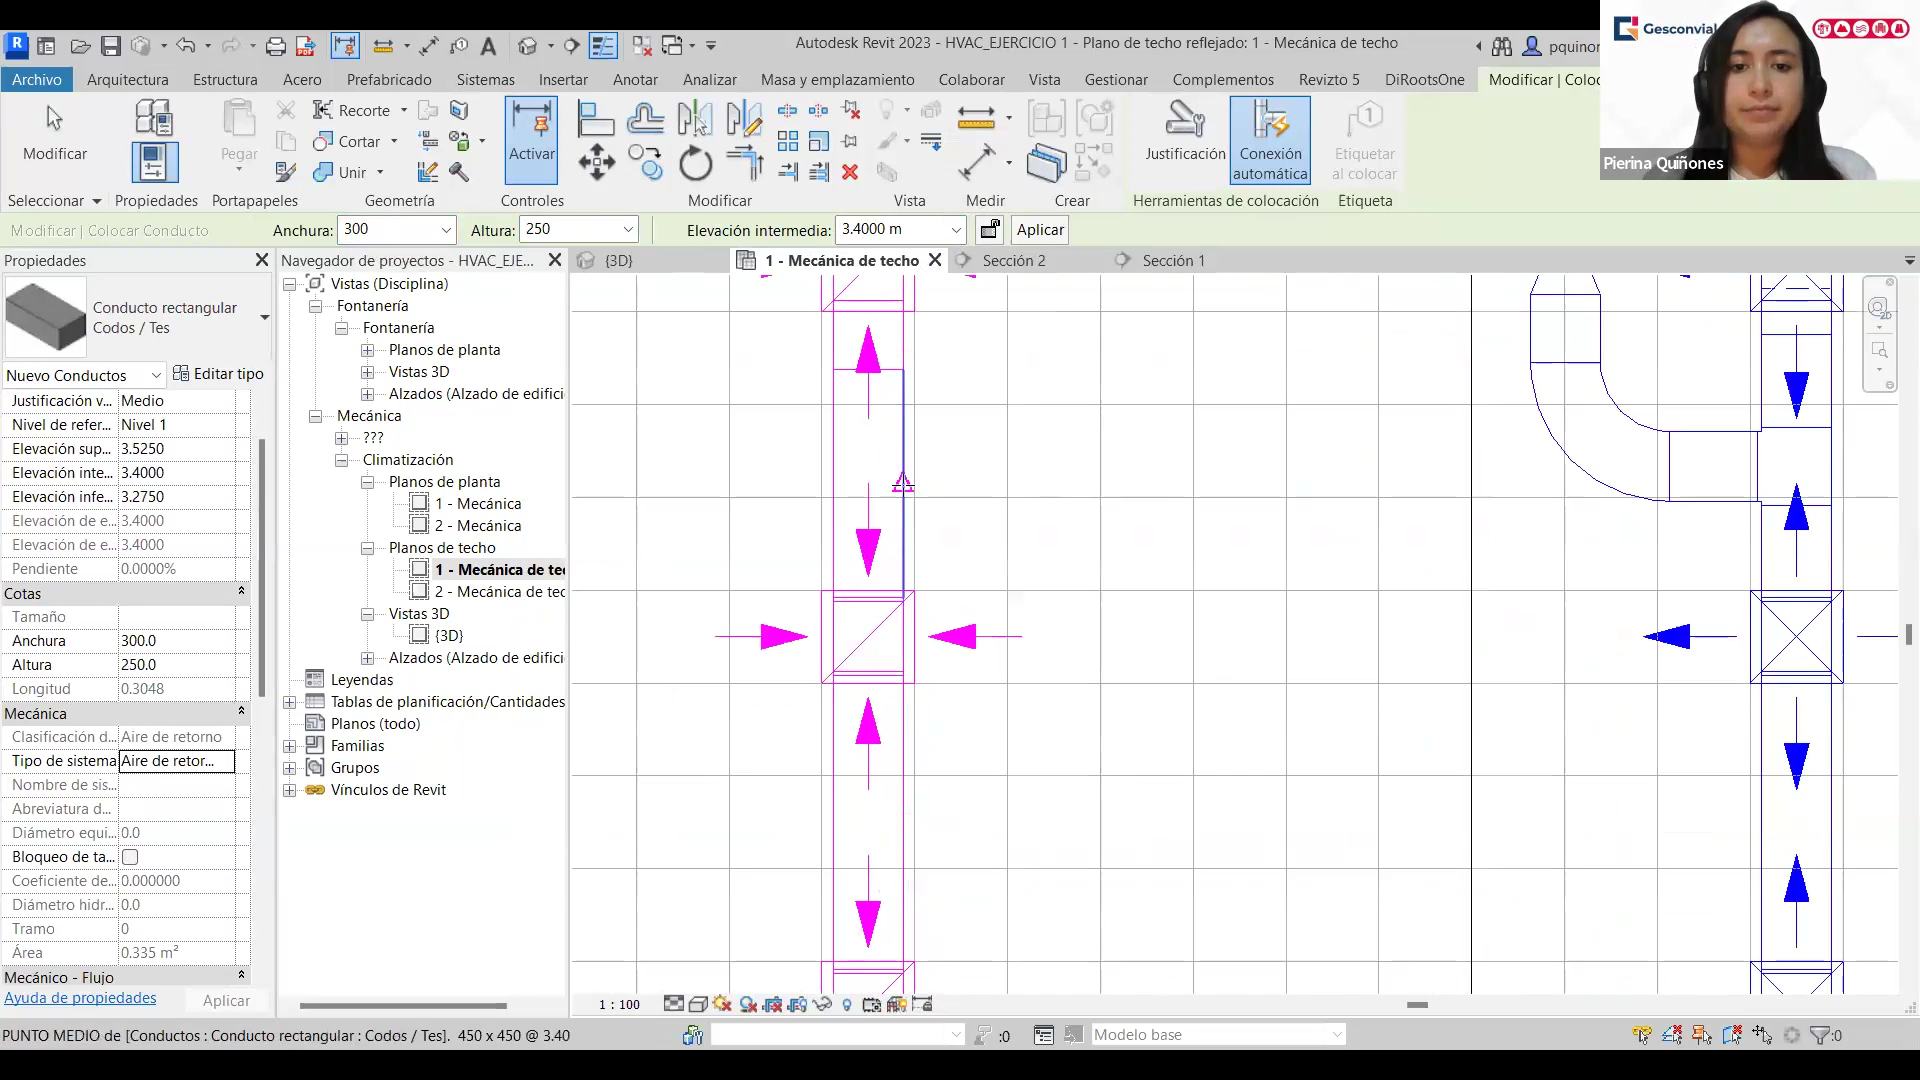 Autodesk Revit 2023 - HVAC_EJERCICIO 1 - Plano de techo reflejado: 1 - Mecánica de techo
pquinor
Gesconvial
Archivo Arquitectura Estructura Acero Prefabricado Sistemas Insertar Anotar Analizar Masa y emplazamiento Colaborar Vista Gestionar Complementos Revizto 5 DiRootsOne Modificar | Coloc
Modificar
Pegar
Recorte
Cortar
Unir
Activar
Justificación
Conexión
automática
Etiquetar
al colocar
Pierina Quiñones
Seleccionar Propiedades Portapapeles Geometría Controles Modificar Vista Medir Crear Herramientas de colocación Etiqueta
Modificar | Colocar Conducto Anchura: 300 Altura: 250 Elevación intermedia: 3.4000 m Aplicar
Propiedades
Conducto rectangular
Codos / Tes
Nuevo Conductos Editar tipo
Justificación v... Medio
Nivel de refer... Nivel 1
Elevación sup... 3.5250
Elevación inte... 3.4000
Elevación infe... 3.2750
Elevación de e... 3.4000
Elevación de e... 3.4000
Pendiente 0.0000%
Cotas
Tamaño
Anchura 300.0
Altura 250.0
Longitud 0.3048
Mecánica
Clasificación d... Aire de retorno
Tipo de sistema Aire de retor...
Nombre de sis...
Abreviatura d...
Diámetro equi... 0.0
Bloqueo de ta...
Coeficiente de... 0.000000
Diámetro hidr... 0.0
Tramo 0
Área 0.335 m²
Mecánico - Flujo
Ayuda de propiedades Aplicar
Navegador de proyectos - HVAC_EJE...
Vistas (Disciplina)
Fontanería
Fontanería
Planos de planta
Vistas 3D
Alzados (Alzado de edifici
Mecánica
???
Climatización
Planos de planta
1 - Mecánica
2 - Mecánica
Planos de techo
1 - Mecánica de tec
2 - Mecánica de tec
Vistas 3D
{3D}
Alzados (Alzado de edifici
Leyendas
Tablas de planificación/Cantidades
Planos (todo)
Familias
Grupos
Vínculos de Revit
{3D} 1 - Mecánica de techo Sección 2 Sección 1
2D
1 : 100
PUNTO MEDIO de [Conductos : Conducto rectangular : Codos / Tes]. 450 x 450 @ 3.40
:0
Modelo base
:0